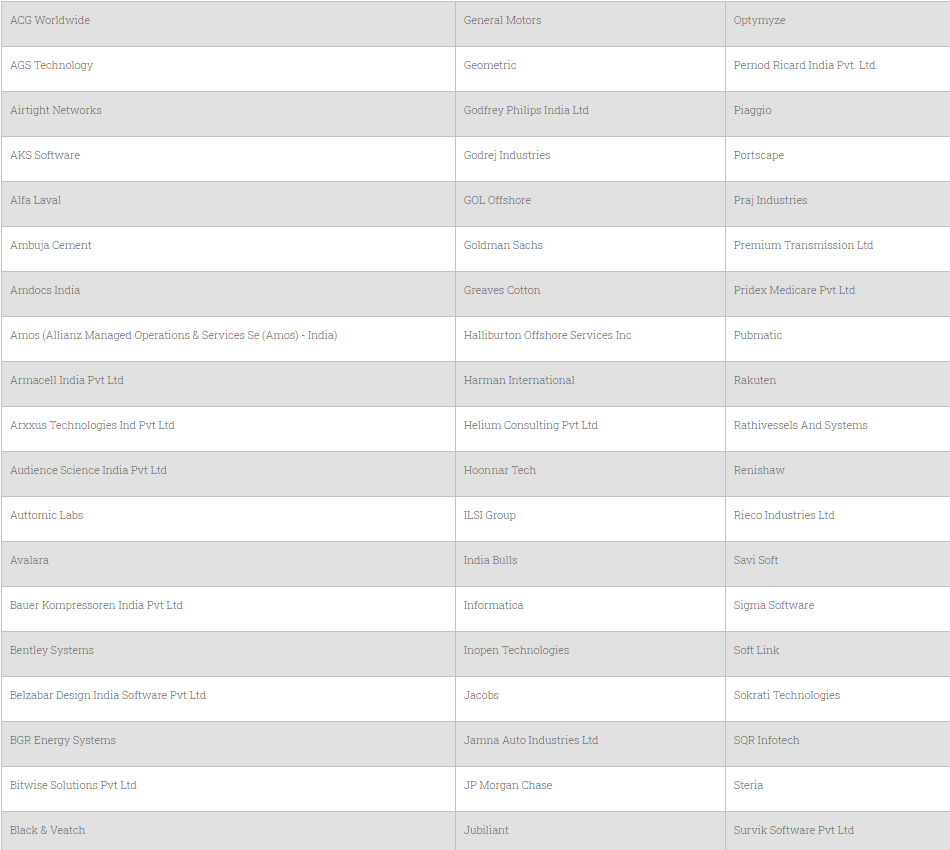 ACG Worldwide General Motors Optymyze
AGS Technology Geometric Pernod Ricard India Pvt. Ltd.
Airtight Networks Godfrey Philips India Ltd Piaggio
AKS Software Godrej Industries Portscape
Alfa Laval GOL Offshore Praj Industries
Ambuja Cement Goldman Sachs Premium Transmission Ltd
Amdocs India Greaves Cotton Pridex Medicare Pvt Ltd
Amos (Allianz Managed Operations & Services Se (Amos) - India) Halliburton Offshore Services Inc Pubmatic
Armacell India Pvt Ltd Harman International Rakuten
Arxxus Technologies Ind Pvt Ltd Helium Consulting Pvt Ltd Rathivessels And Systems
Audience Science India Pvt Ltd Hoonnar Tech Renishaw
Auttomic Labs ILSI Group Rieco Industries Ltd
Avalara India Bulls Savi Soft
Bauer Kompressoren India Pvt Ltd Informatica Sigma Software
Bentley Systems Inopen Technologies Soft Link
Belzabar Design India Software Pvt Ltd Jacobs Sokrati Technologies
BGR Energy Systems Jamna Auto Industries Ltd SQR Infotech
Bitwise Solutions Pvt Ltd JP Morgan Chase Steria
Black & Veatch Jubiliant Survik Software Pvt Ltd